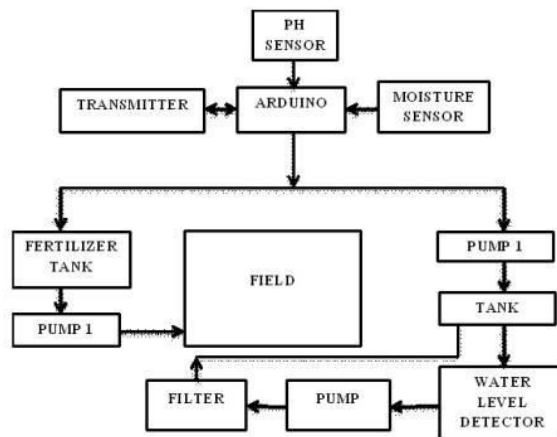 PH
SENSOR
TRANSMITTER
ARDUINO
MOISTURE
SENSOR
FERTILIZER
TANK
FIELD
PUMP 1
PUMP 1
TANK
FILTER
PUMP
WATER
LEVEL
DETECTOR